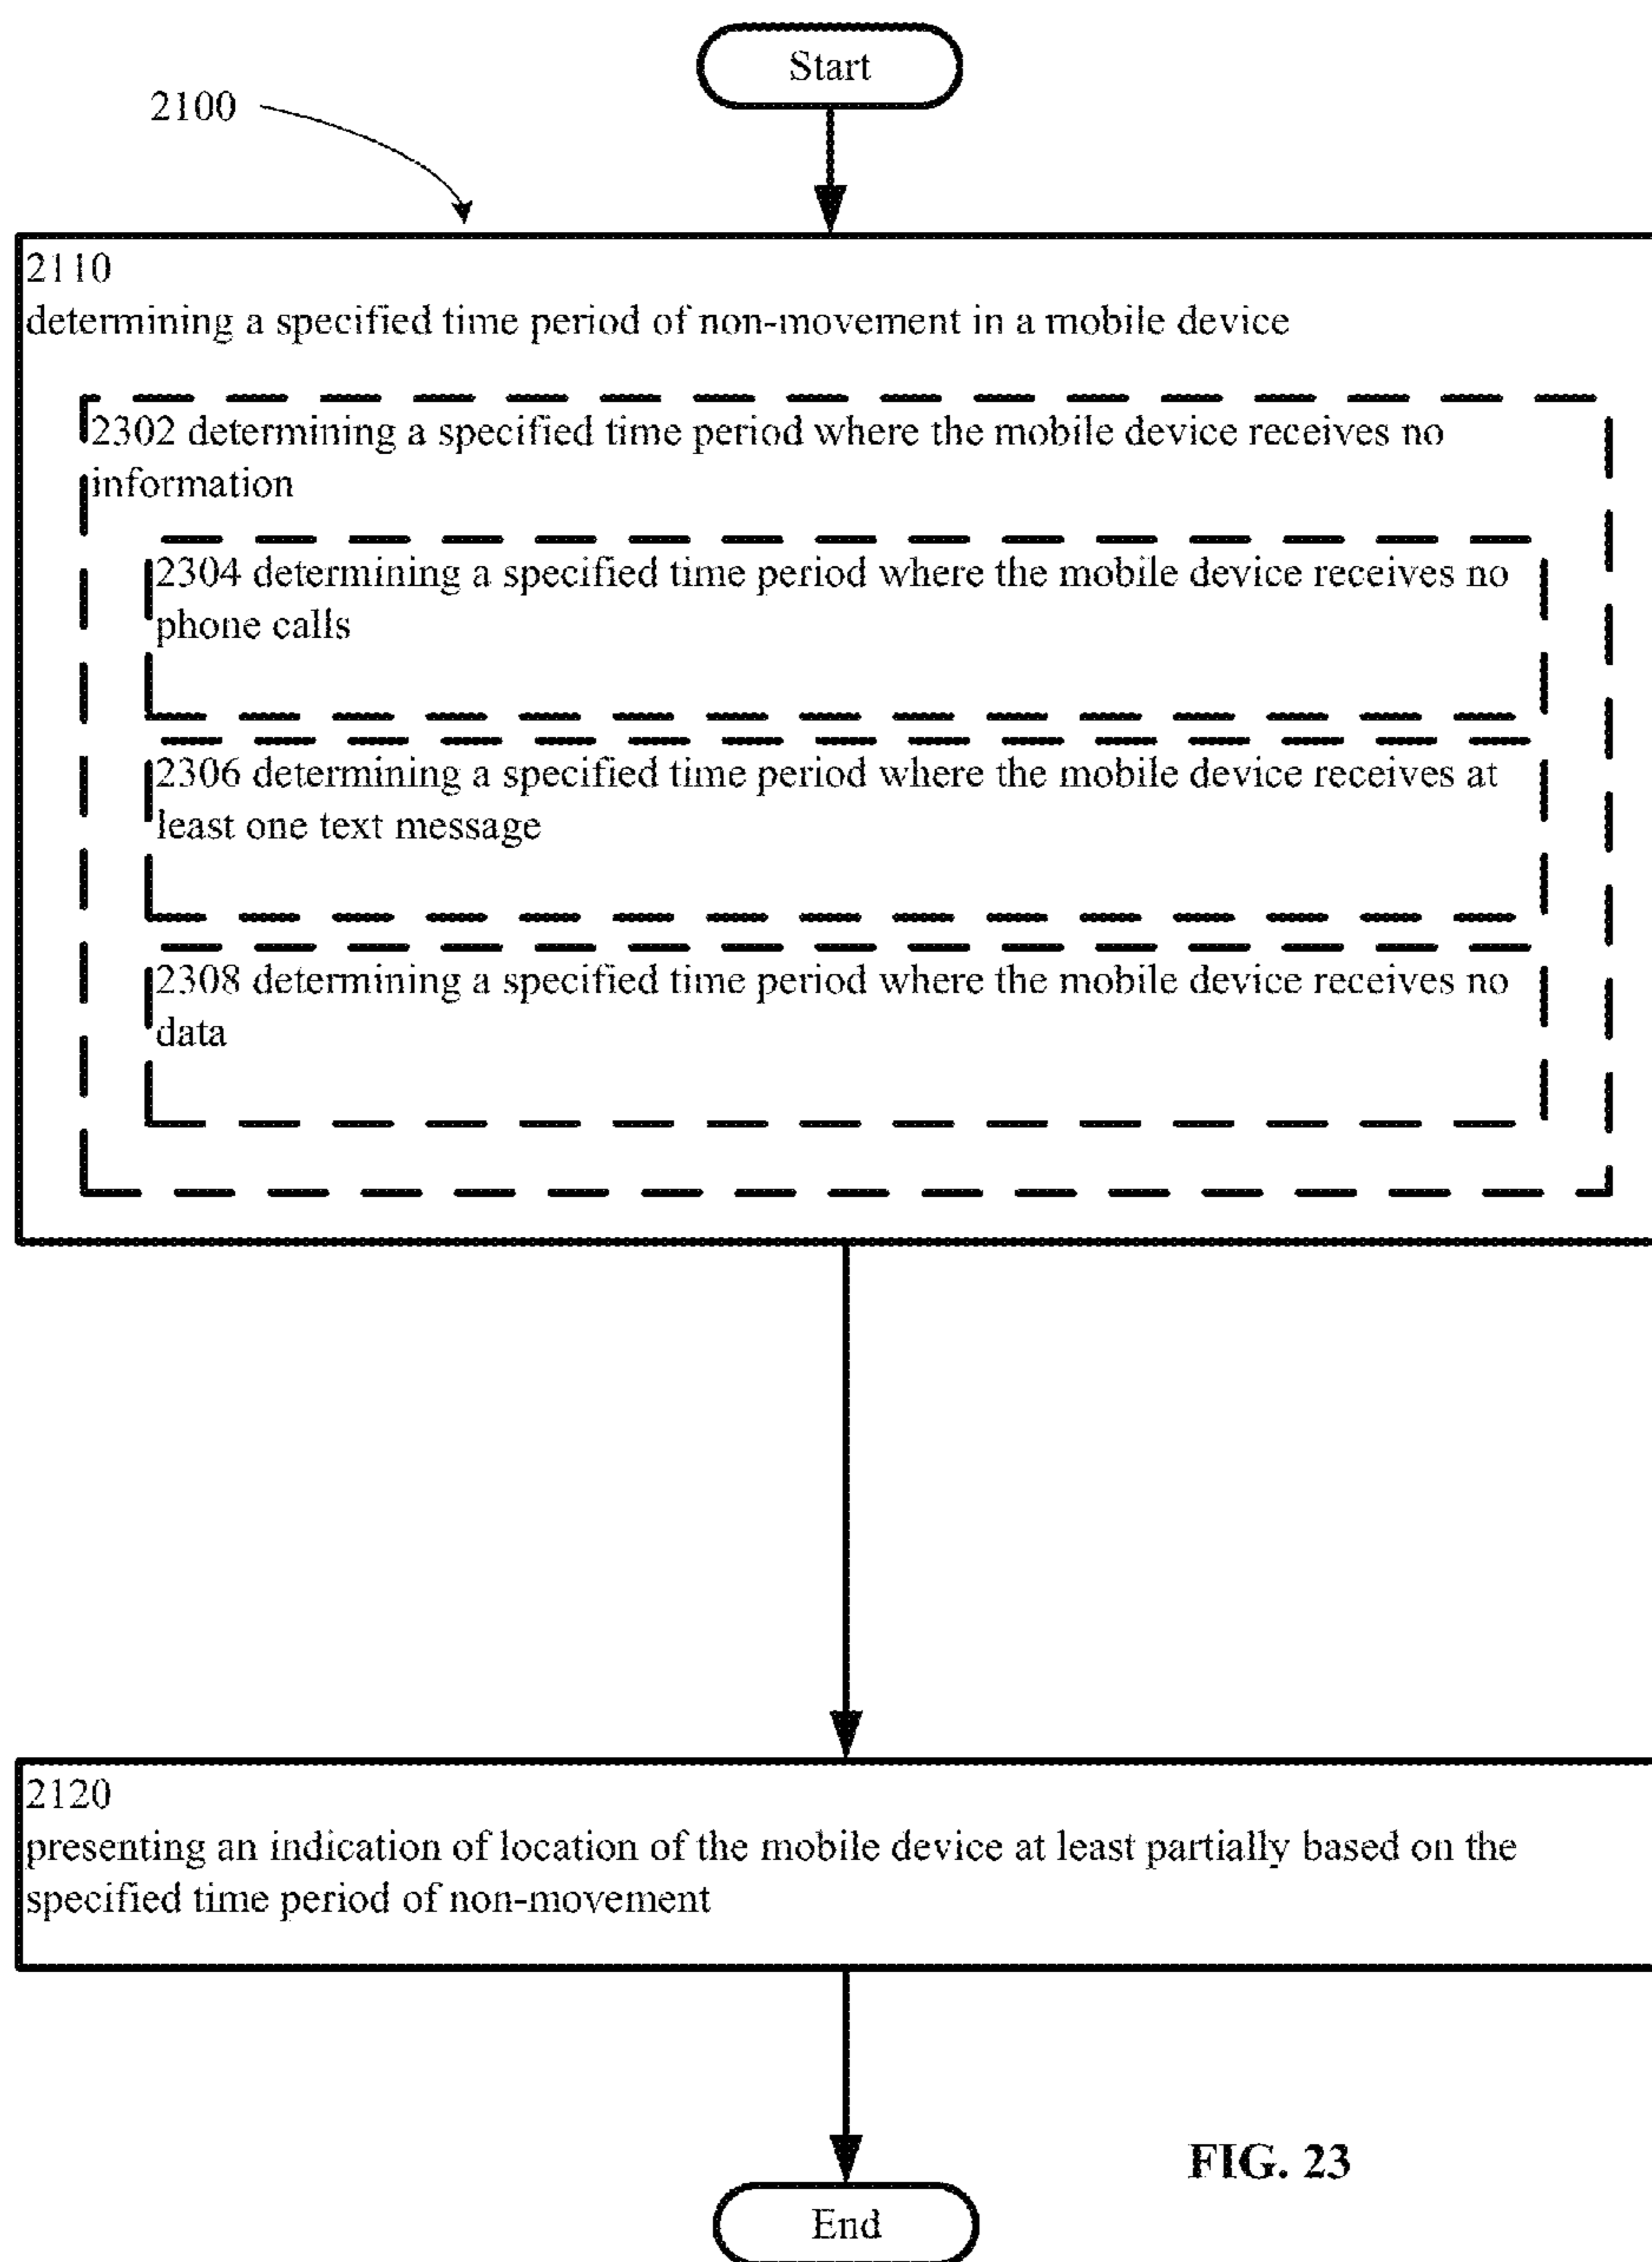 Start
2100
2110
determining a specified time period of non-movement in a mobile device
2302 determining a specified time period where the mobile device receives no
information
2304 determining a specified time period where the mobile device receives no
phone calls
2306 determining a specified time period where the mobile device receives at
least one text message
2308 determining a specified time period where the mobile device receives no
data
2120
presenting an indication of location of the mobile device at least partially based on the
specified time period of non-movement
FIG. 23
End